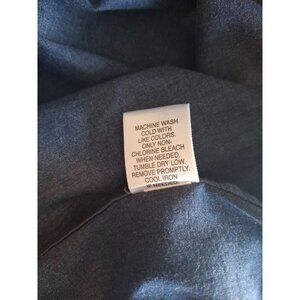 MACHINE WASH
COLD WITH
LIKE COLORS.
ONLY NON-
CHLORINE BLEACH
WHEN NEEDED.
TUMBLE DRY LOW.
REMOVE PROMPTLY.
COOL IRON
IF NEEDED.